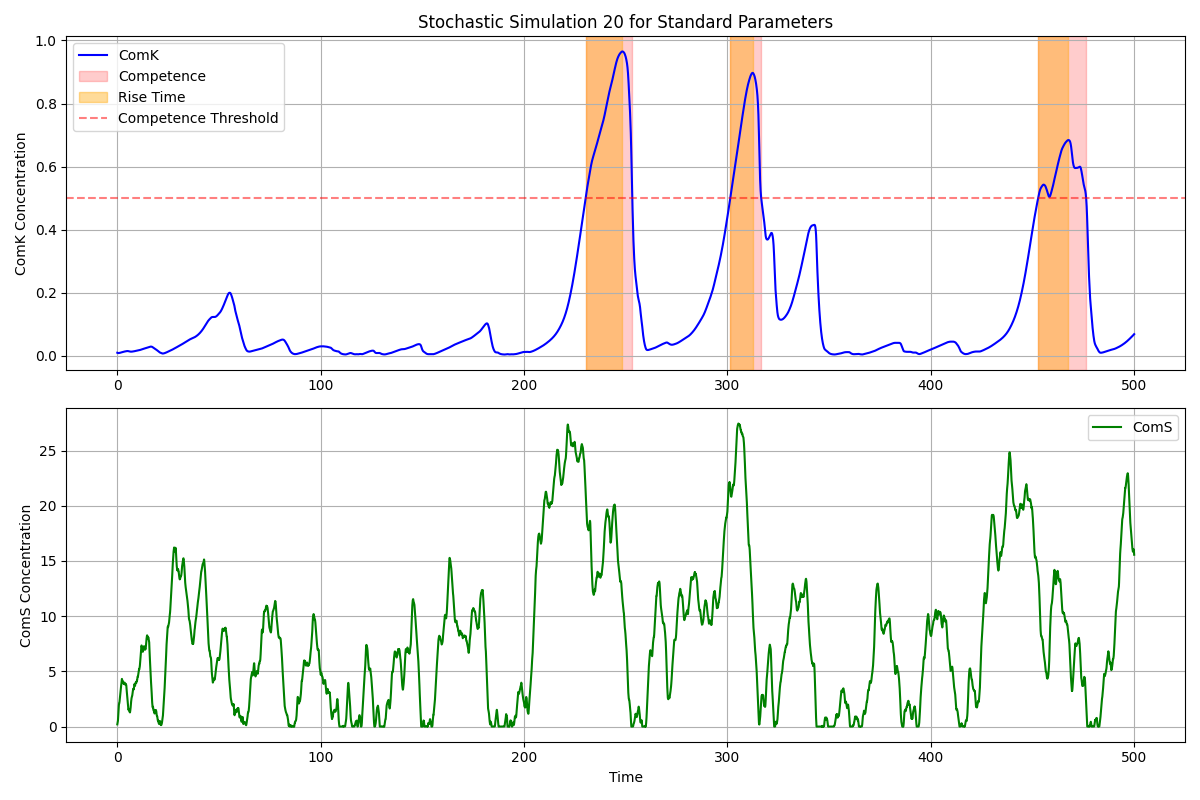 Stochastic Simulation 20 for Standard Parameters
ComK Concentration
1.0
0.8
0.6
0.4
0.2
0.0
ComK
Competence
Rise Time
Competence Threshold
0 100 200 300 400 500
ComS Concentration
25
20
15
10
5
0
ComS
0 100 200 300 400 500
Time